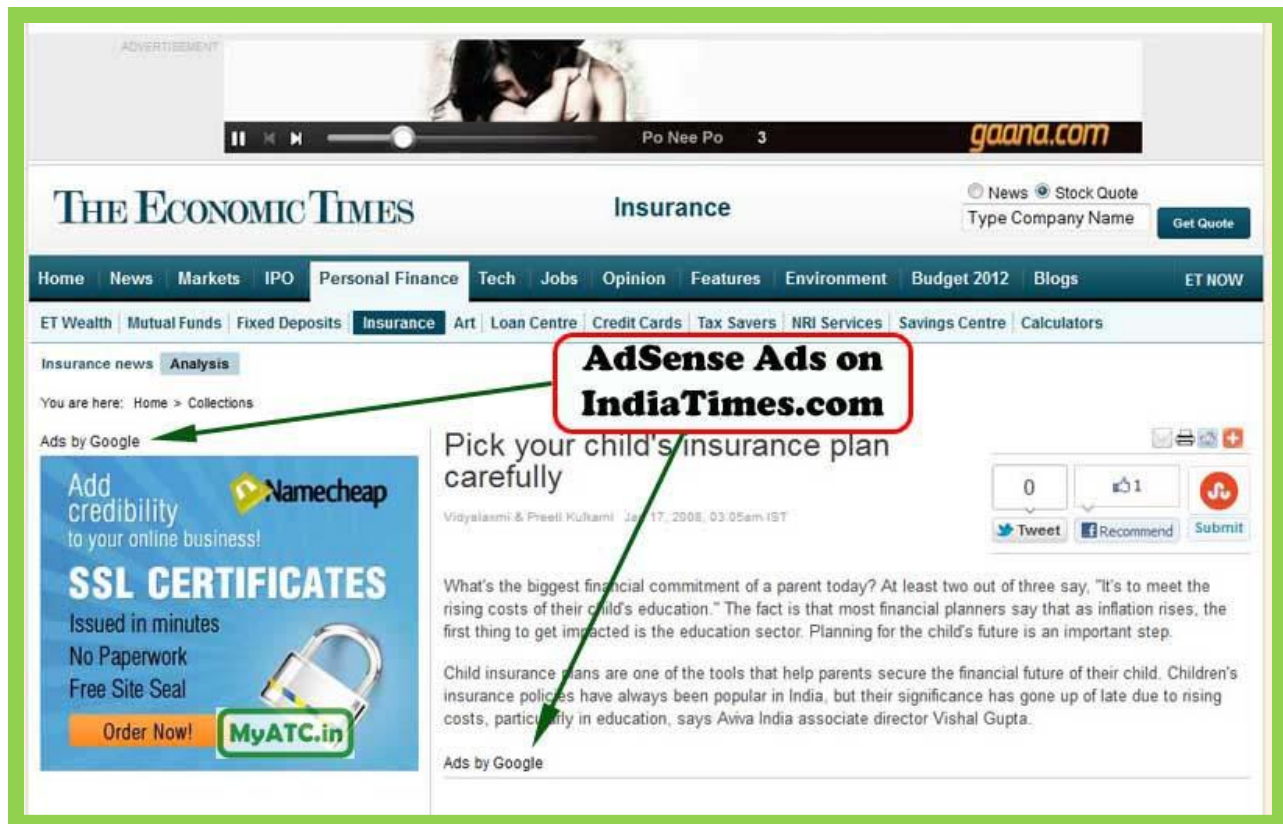 ADVERTISEMENT
Po Nee Po 3
gaana.com
THE ECONOMIC TIMES
Insurance
News Stock Quote
Type Company Name
Get Quote
Home News Markets IPO Personal Finance Tech Jobs Opinion Features Environment Budget 2012 Blogs ET NOW
ET Wealth Mutual Funds Fixed Deposits Insurance Art Loan Centre Credit Cards Tax Savers NRI Services Savings Centre Calculators
Insurance news Analysis
AdSense Ads on
IndiaTimes.com
You are here: Home > Collections
Ads by Google
Add
credibility
to your online business!
Namecheap
SSL CERTIFICATES
Issued in minutes
No Paperwork
Free Site Seal
Order Now!
MyATC.in
Pick your child's insurance plan
carefully
Vidyalaxmi & Preeti Kulkarni Jan 17, 2008, 03.05am IST
0
1
Tweet
Recommend
Submit
What's the biggest financial commitment of a parent today? At least two out of three say, "It's to meet the
rising costs of their child's education." The fact is that most financial planners say that as inflation rises, the
first thing to get impacted is the education sector. Planning for the child's future is an important step.
Child insurance plans are one of the tools that help parents secure the financial future of their child. Children's
insurance policies have always been popular in India, but their significance has gone up of late due to rising
costs, particularly in education, says Aviva India associate director Vishal Gupta.
Ads by Google